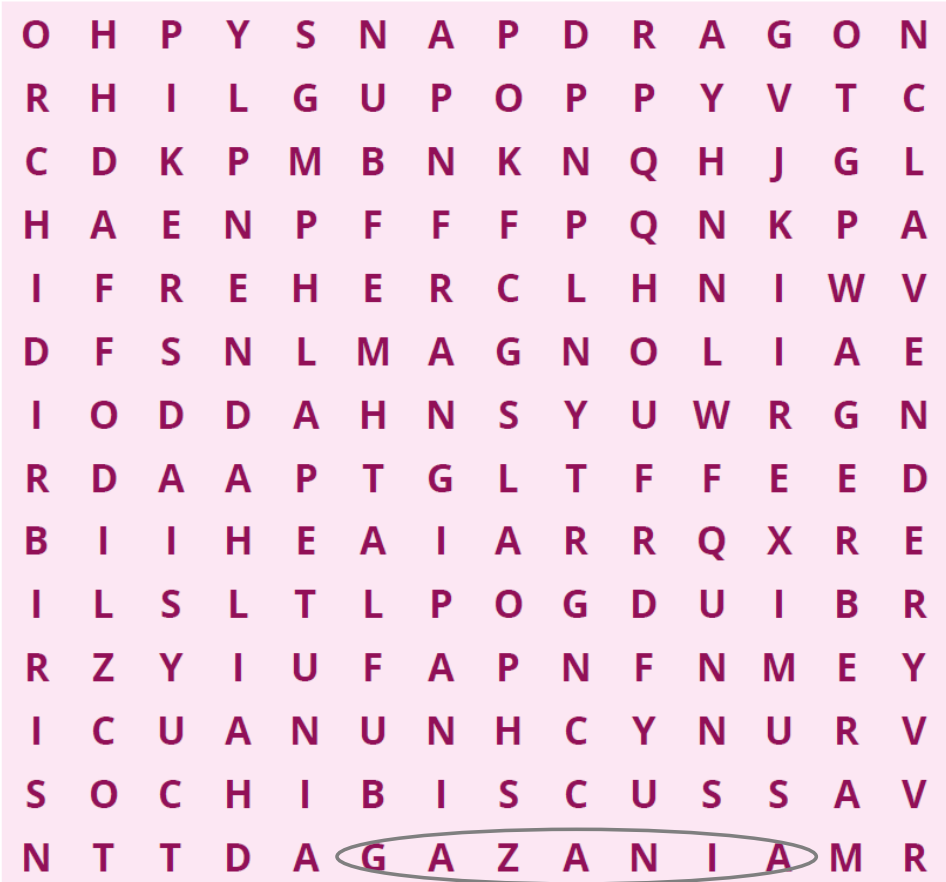 O H P Y S N A P D R A G O N
R H I L G U P O P P Y V T C
C D K P M B N K N Q H J G L
H A E N P F F F P Q N K P A
I F R E H E R C L H N I W V
D F S N L M A G N O L I A E
I O D D A H N S Y U W R G N
R D A A P T G L T F F E E D
B I I H E A I A R R Q X R E
I L S L T L P O G D U I B R
R Z Y I U F A P N F N M E Y
I C U A N U N H C Y N U R V
S O C H I B I S C U S S A V
N T T D A G A Z A N I A M R